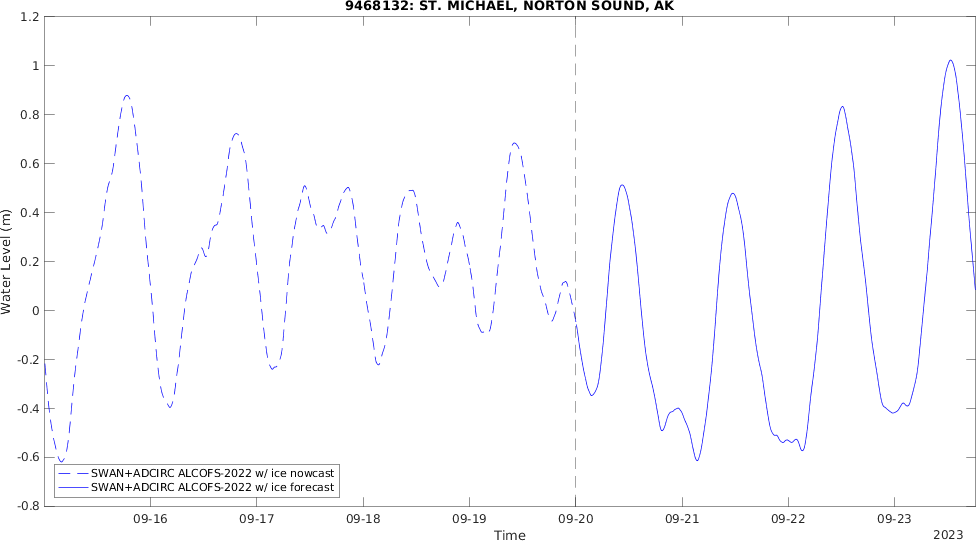 9468132: ST. MICHAEL, NORTON SOUND, AK
1.2
1
0.8
0.6
0.4
0.2
0
-0.2
-0.4
-0.6
-0.8
Water Level (m)
SWAN+ADCIRC ALCOFS-2022 w/ ice nowcast
SWAN+ADCIRC ALCOFS-2022 w/ ice forecast
09-16 09-17 09-18 09-19 09-20 09-21 09-22 09-23
Time
2023